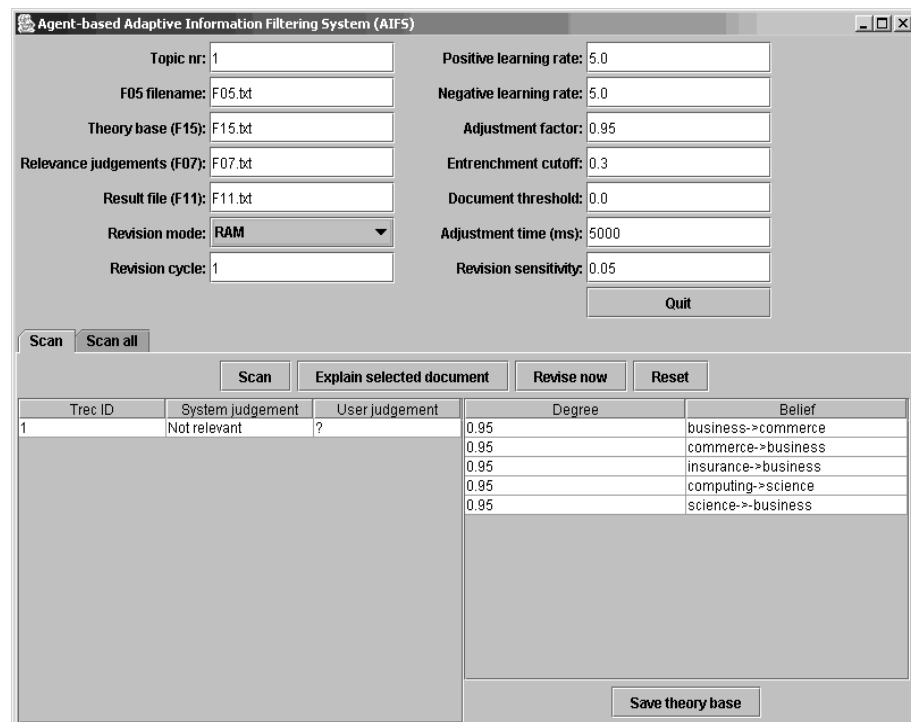 Agent-based Adaptive Information Filtering System (AIFS)
Topic nr: 1 Positive learning rate: 5.0
F05 filename: F05.txt Negative learning rate: 5.0
Theory base (F15): F15.txt Adjustment factor: 0.95
Relevance judgements (F07): F07.txt Entrenchment cutoff: 0.3
Result file (F11): F11.txt Document threshold: 0.0
Revision mode: RAM Adjustment time (ms): 5000
Revision cycle: 1 Revision sensitivity: 0.05
Quit
Scan Scan all
Scan Explain selected document Revise now Reset
Trec ID System judgement User judgement Degree Belief
1 Not relevant ? 0.95 business->commerce
0.95 commerce->business
0.95 insurance->business
0.95 computing->science
0.95 science->-business
Save theory base